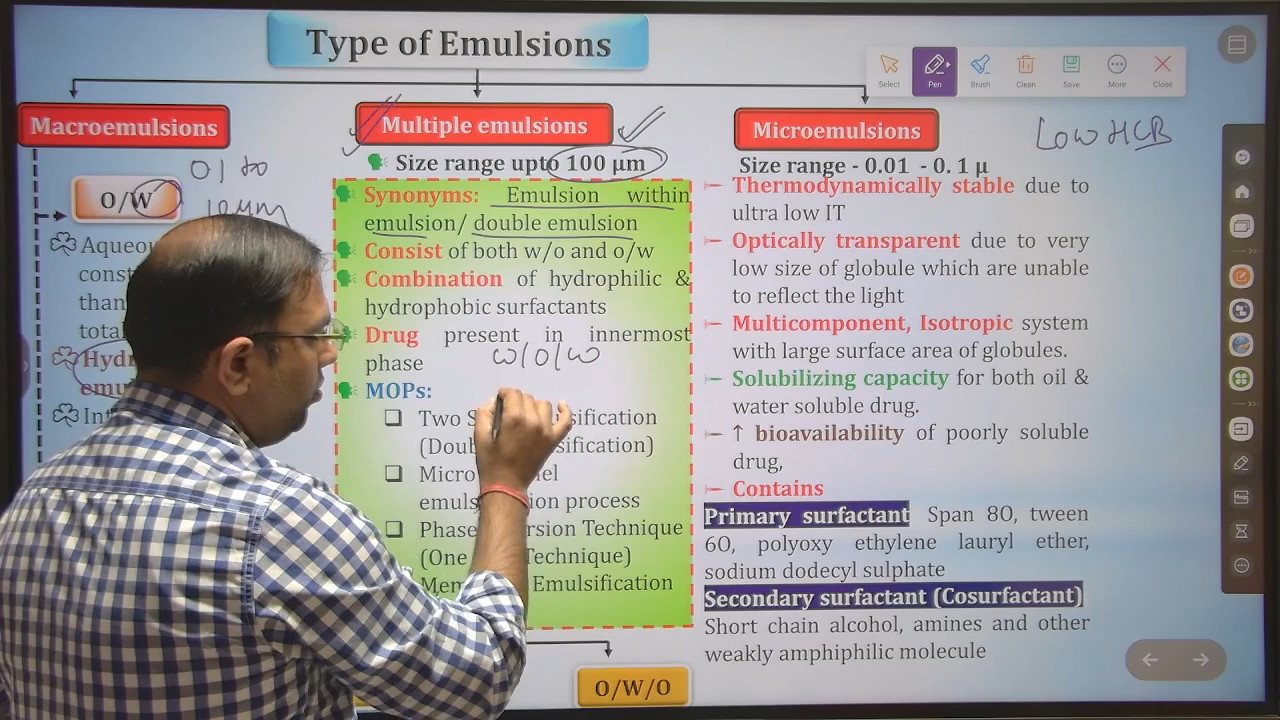 Type of Emulsions
Select
Pen
Brush
Clean
Save
More
Close
Macroemulsions
O/W
Aqueou
const
than
total
Hyd
emul
Int
Multiple emulsions
Size range upto 100 μm
Synonyms: Emulsion within
emulsion/ double emulsion
Consist of both w/o and o/w
Combination of hydrophilic &
hydrophobic surfactants
Drug present in innermost
phase
w/o/w
MOPs:
Two S sification
(Doub sification)
Micro el
emuls on process
Phase rsion Technique
(One Technique)
Mem Emulsification
O/W/O
Microemulsions
Low HLB
Size range - 0.01 - 0. 1 μ
Thermodynamically stable due to
ultra low IT
Optically transparent due to very
low size of globule which are unable
to reflect the light
Multicomponent, Isotropic system
with large surface area of globules.
Solubilizing capacity for both oil &
water soluble drug.
↑ bioavailability of poorly soluble
drug,
Contains
Primary surfactant Span 80, tween
60, polyoxy ethylene lauryl ether,
sodium dodecyl sulphate
Secondary surfactant (Cosurfactant)
Short chain alcohol, amines and other
weakly amphiphilic molecule